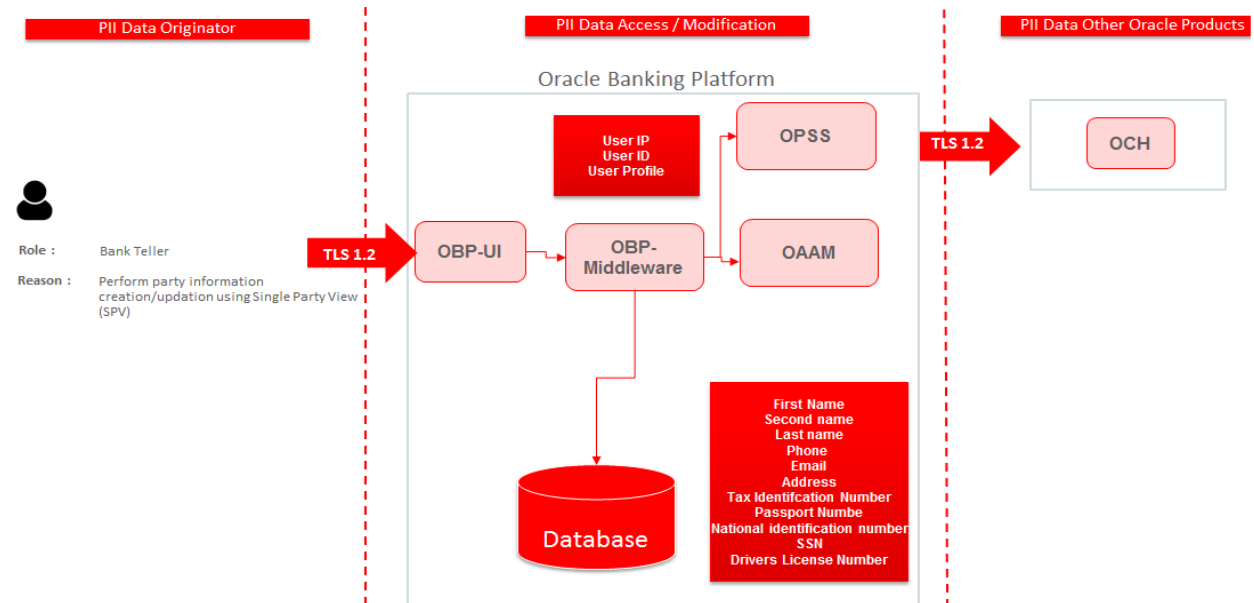 PII Data Originator
PII Data Access / Modification
PII Data Other Oracle Products
Oracle Banking Platform
User IP
User ID
User Profile
OPSS
TLS 1.2
OCH
Role :
Bank Teller
Reason :
Perform party information
creation/updation using Single Party View
(SPV)
TLS 1.2
OBP-UI
OBP-
Middleware
OAAM
First Name
Second name
Last name
Phone
Email
Address
Tax Identifcation Number
Passport Numbe
National identification number
SSN
Drivers License Number
Database